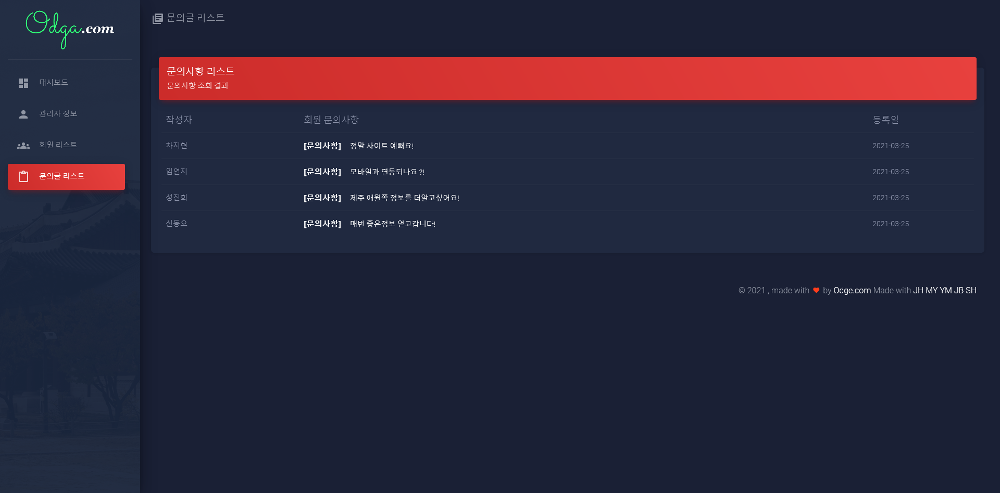 Odga.com
대시보드
관리자 정보
회원 리스트
문의글 리스트
문의글 리스트
문의사항 리스트
문의사항 조회 결과
작성자 회원 문의사항 등록일
차지현 [문의사항] 정말 사이트 예뻐요! 2021-03-25
임연지 [문의사항] 모바일과 연동되나요 ?! 2021-03-25
성진희 [문의사항] 제주 애월쪽 정보를 더알고싶어요! 2021-03-25
신동오 [문의사항] 매번 좋은정보 얻고갑니다! 2021-03-25
© 2021 , made with ♥ by Odge.com Made with JH MY YM JB SH